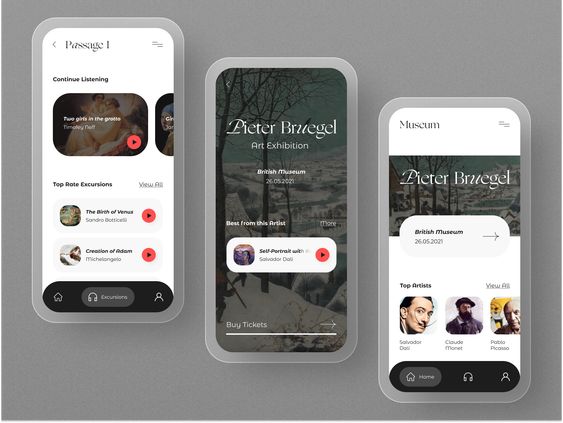 Passage I
Continue Listening
Two girls in the grotto
Timoley Neff
Top Rate Excursions
View All
The Birth of Venus
Sandro Botticelli
Creation of Adam
Michelangelo
Excursions
Pieter Bruegel
Art Exhibition
British Museum
26.05.2021
Best from this Artist
More
Self-Portrait with
Salvador Dali
Buy Tickets
Museum
Pieter Bruegel
British Museum
26.05.2021
Top Artists
View All
Salvador
Dali
Claude
Monet
Pablo
Picasso
Home